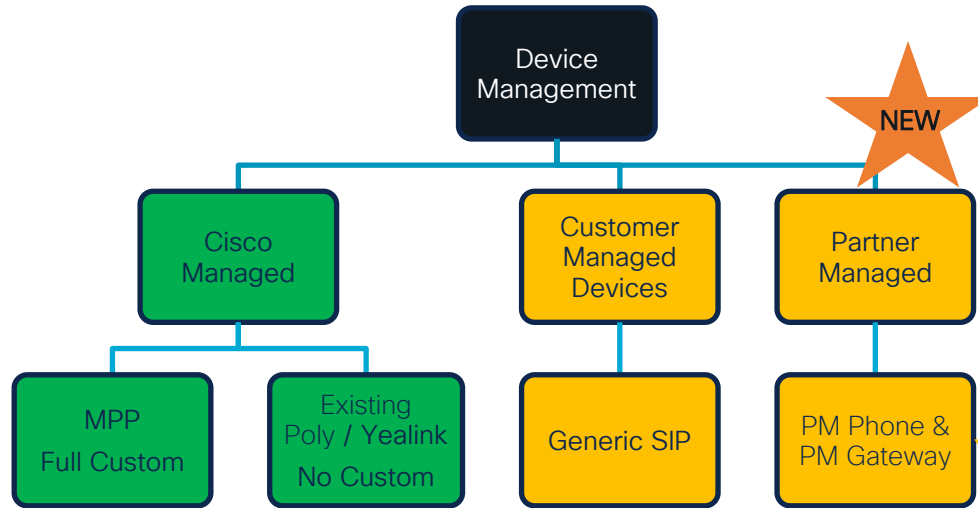 Device
Management
NEW
Cisco
Managed
Customer
Managed
Devices
Partner
Managed
MPP
Full Custom
Existing
Poly / Yealink
No Custom
Generic SIP
PM Phone &
PM Gateway